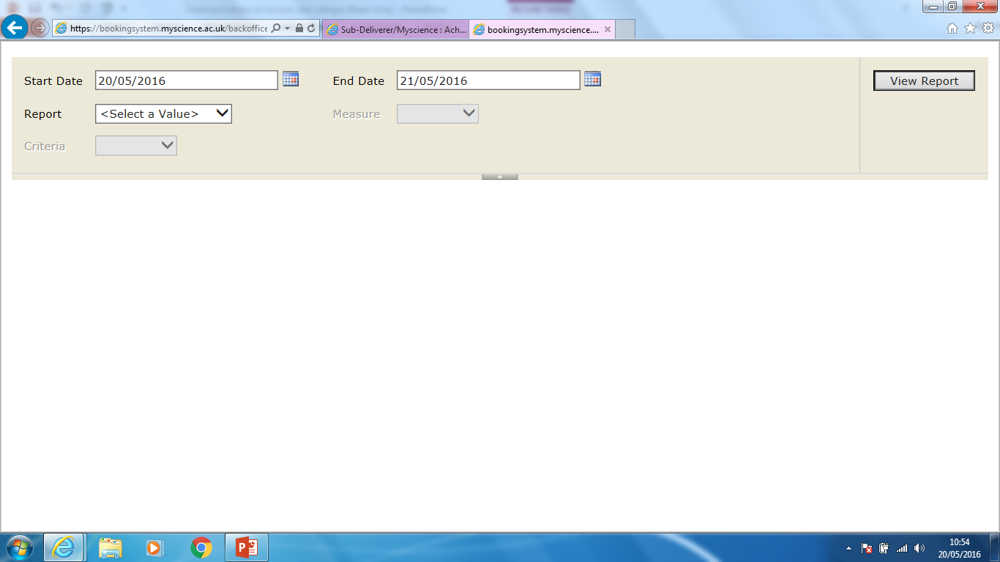 https://bookingsystem.myscience.ac.uk/backoffice
Sub-Deliverer/Myscience : Ach...
bookingsystem.myscience....
Start Date
20/05/2016
End Date
21/05/2016
View Report
Report
<Select a Value>
Measure
Criteria
10:54
20/05/2016